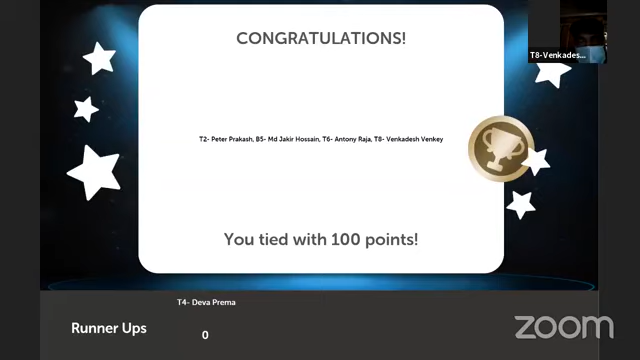 CONGRATULATIONS!
T8-Venkades...
T2- Peter Prakash, B5- Md Jakir Hossain, T6- Antony Raja, T8- Venkadesh Venkey
You tied with 100 points!
T4- Deva Prema
Runner Ups
0
zoom